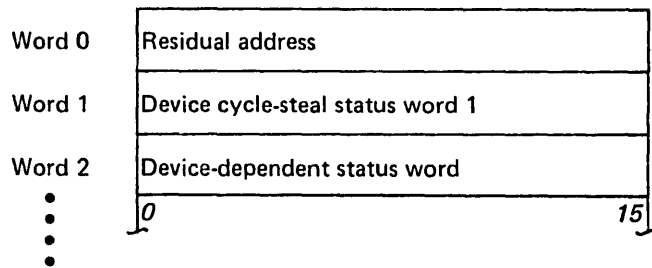 Word 0 Residual address
Word 1 Device cycle-steal status word 1
Word 2 Device-dependent status word
0 15